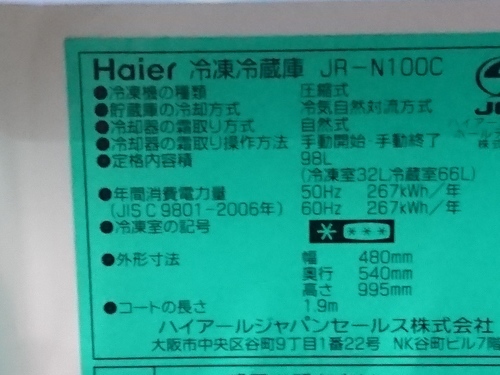 Haier 冷凍冷蔵庫 JR-N100C
●冷凍機の種類 圧縮式
●貯蔵庫の冷却方式 冷気自然対流方式
●冷却器の霜取り方式 自然式
●冷却器の霜取り操作方法 手動開始・手動終了
●定格内容積 98L
(冷凍室32L冷蔵室66L)
●年間消費電力量 50Hz 267kWh/年
(JIS C 9801-2006年) 60Hz 267kWh/年
●冷凍室の記号
●外形寸法 幅 480mm
奥行 540mm
高さ 995mm
●コードの長さ 1.9m
ハイアールジャパンセールス株式会社
大阪市中央区谷町9丁目1番22号 NK谷町ビル7階